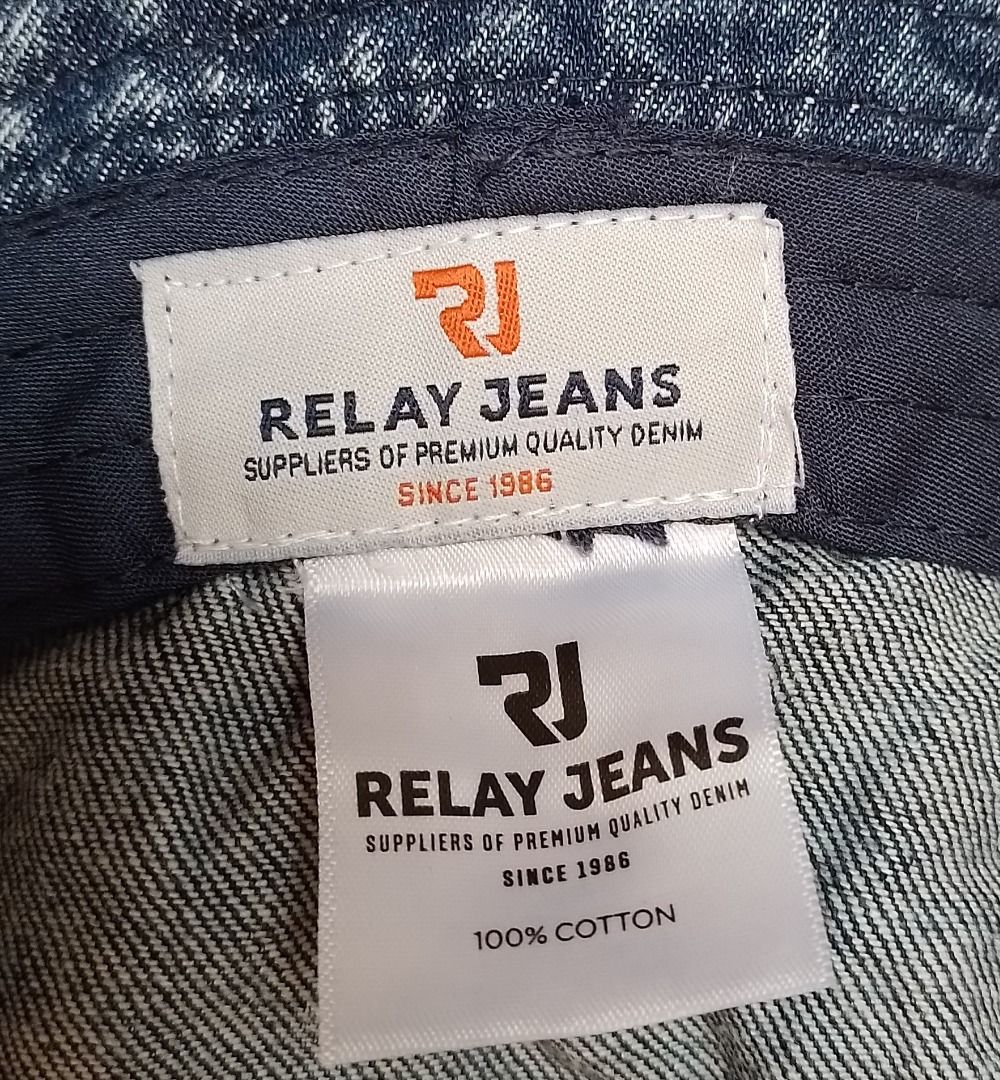 RJ
RELAY JEANS
SUPPLIERS OF PREMIUM QUALITY DENIM
SINCE 1986
RJ
RELAY JEANS
SUPPLIERS OF PREMIUM QUALITY DENIM
SINCE 1986
100% COTTON